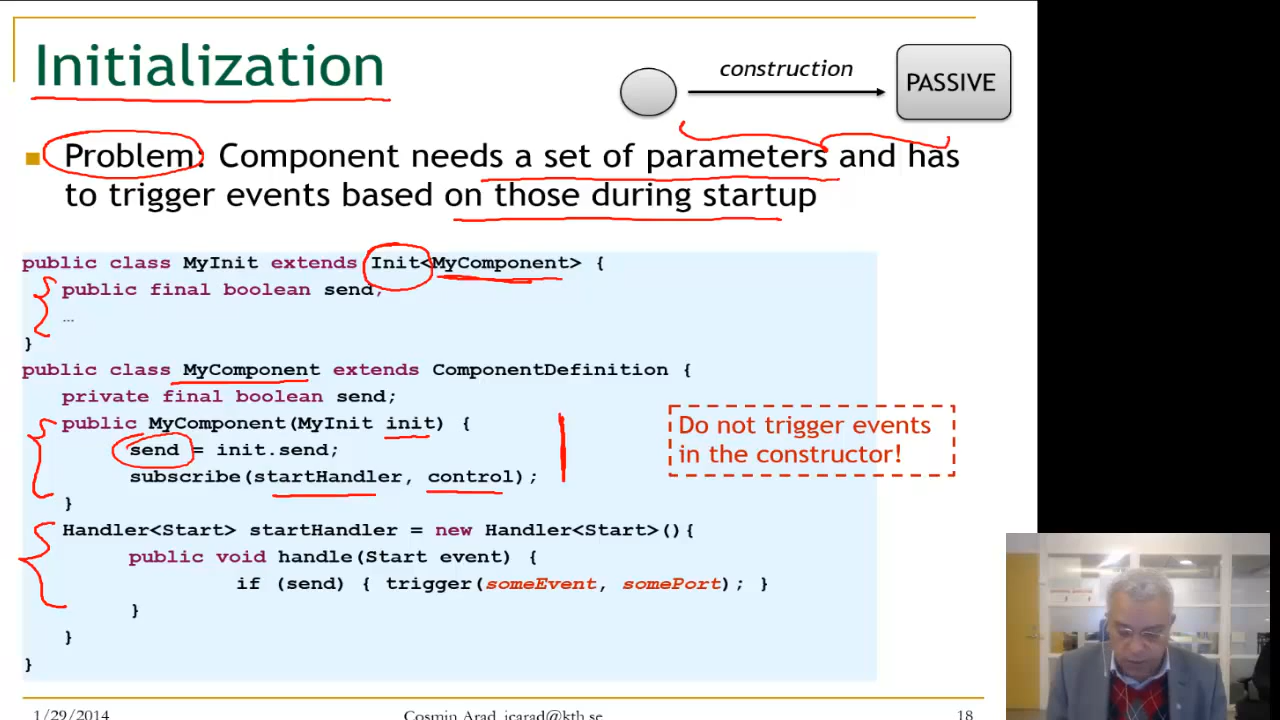 Initialization
construction
PASSIVE
Problem: Component needs a set of parameters and has
to trigger events based on those during startup
public class MyInit extends Init<MyComponent> {
public final boolean send;
…
}
public class MyComponent extends ComponentDefinition {
private final boolean send;
public MyComponent(MyInit init) {
send = init.send;
subscribe(startHandler, control);
}
Do not trigger events
in the constructor!
Handler<Start> startHandler = new Handler<Start>(){
public void handle(Start event) {
if (send) { trigger(someEvent, somePort); }
}
}
}
1/29/2014
Cosmin Arad, icarad@kth.se
18